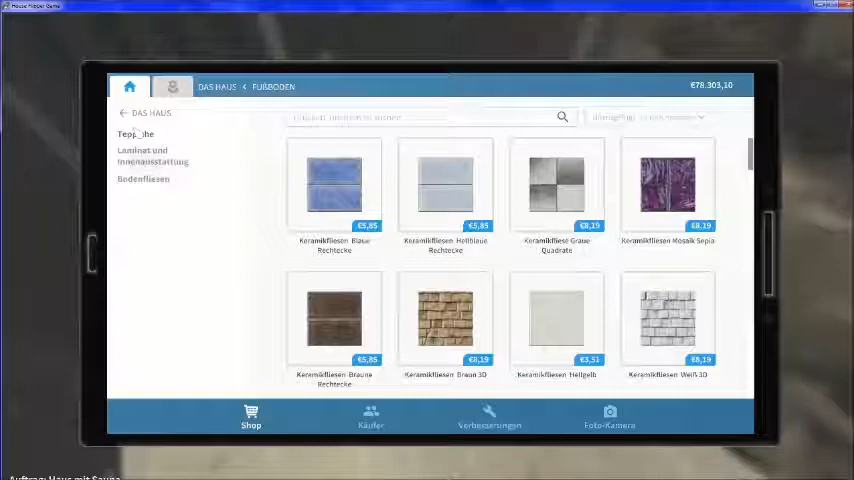 House Flipper Game
DAS HAUS < FUßBODEN
€78.303,10
← DAS HAUS
Teppiche
Laminat und
Innenausstattung
Bodenfliesen
€5,85
€5,85
€8,19
€8,19
Keramikfliesen Blaue
Rechtecke
Keramikfliesen Hellblaue
Rechtecke
Keramikfliese Graue
Quadrate
Keramikfliesen Mosaik Sepia
€5,85
€8,19
€3,51
€8,19
Keramikfliesen Braune
Rechtecke
Keramikfliesen Braun 3D
Keramikfliesen Hellgelb
Keramikfliesen Weiß 3D
Shop
Käufer
Verbesserungen
Foto-Kamera
Auftrag: Haus mit Sauna